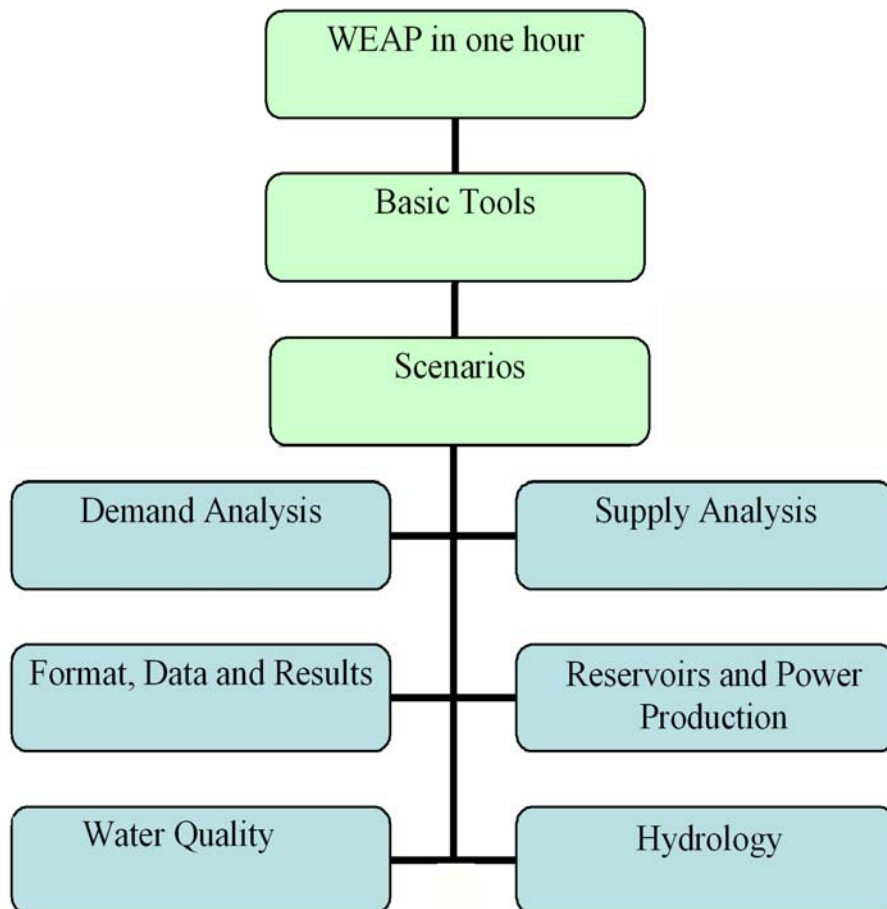 WEAP in one hour
Basic Tools
Scenarios
Demand Analysis
Supply Analysis
Format, Data and Results
Reservoirs and Power
Production
Water Quality
Hydrology